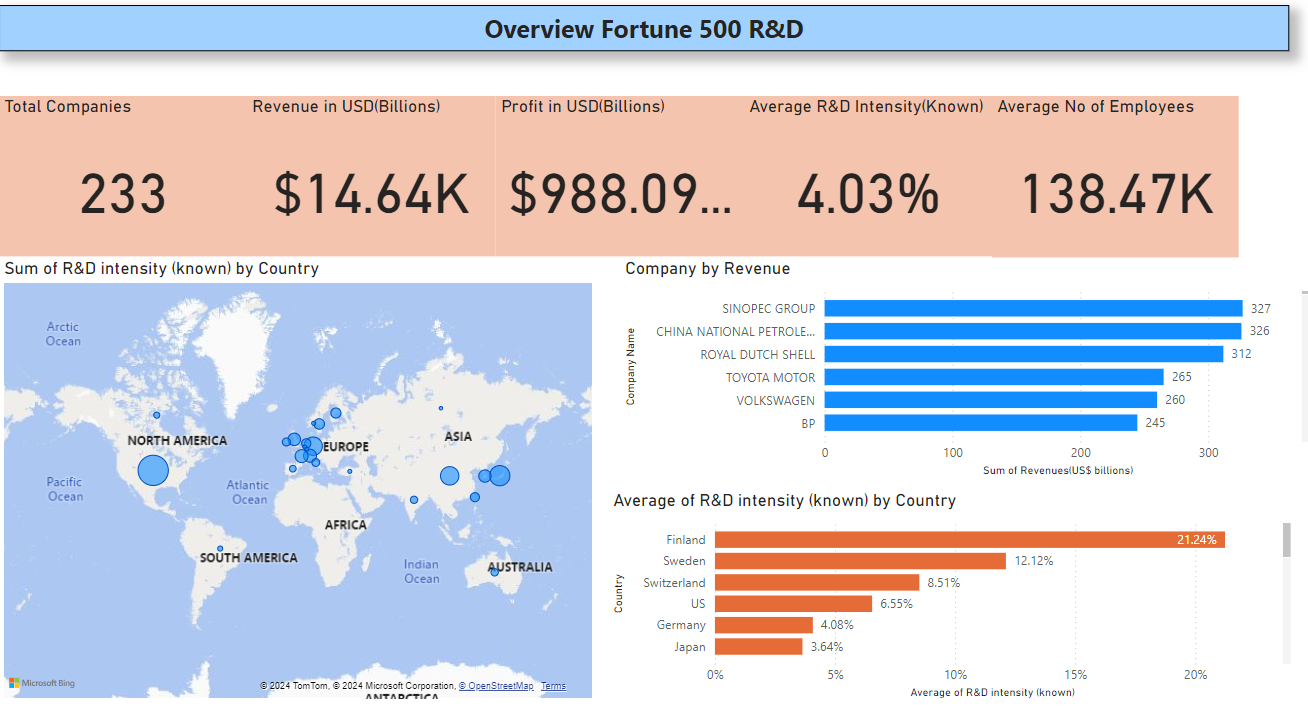 Overview Fortune 500 R&D
Total Companies
Revenue in USD(Billions)
Profit in USD(Billions)
Average R&D Intensity(Known)
Average No of Employees
233
$14.64K
$988.09...
4.03%
138.47K
Sum of R&D intensity (known) by Country
Arctic
Ocean
NORTH AMERICA
EUROPE
ASIA
Pacific
Ocean
Atlantic
Ocean
AFRICA
SOUTH AMERICA
Indian
Ocean
AUSTRALIA
Microsoft Bing
© 2024 TomTom, © 2024 Microsoft Corporation, © OpenStreetMap Terms
ANTARCTICA
Company by Revenue
Company Name
SINOPEC GROUP 327
CHINA NATIONAL PETROLE... 326
ROYAL DUTCH SHELL 312
TOYOTA MOTOR 265
VOLKSWAGEN 260
BP 245
0 100 200 300
Sum of Revenues(US$ billions)
Average of R&D intensity (known) by Country
Country
Finland 21.24%
Sweden 12.12%
Switzerland 8.51%
US 6.55%
Germany 4.08%
Japan 3.64%
0% 5% 10% 15% 20%
Average of R&D intensity (known)